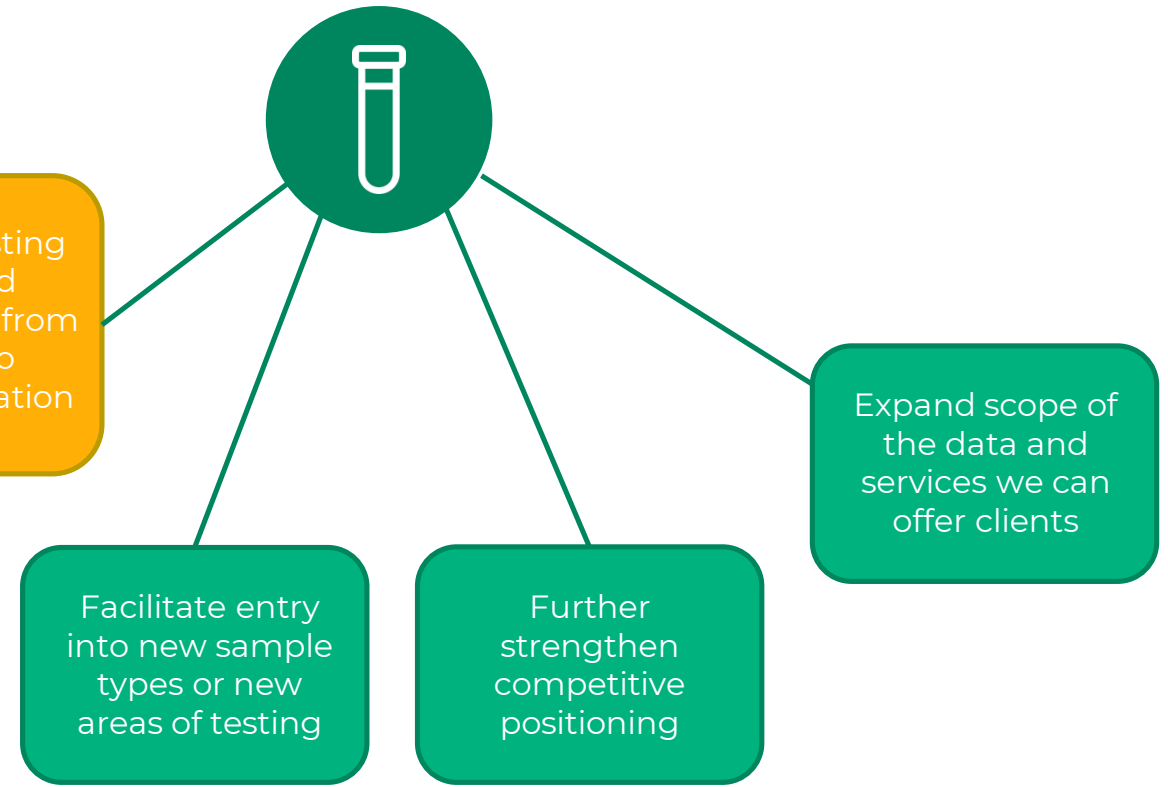 from
Facilitate entry
into new sample
types or new
areas of testing
Further
strengthen
competitive
positioning
Expand scope of
the data and
services we can
offer clients